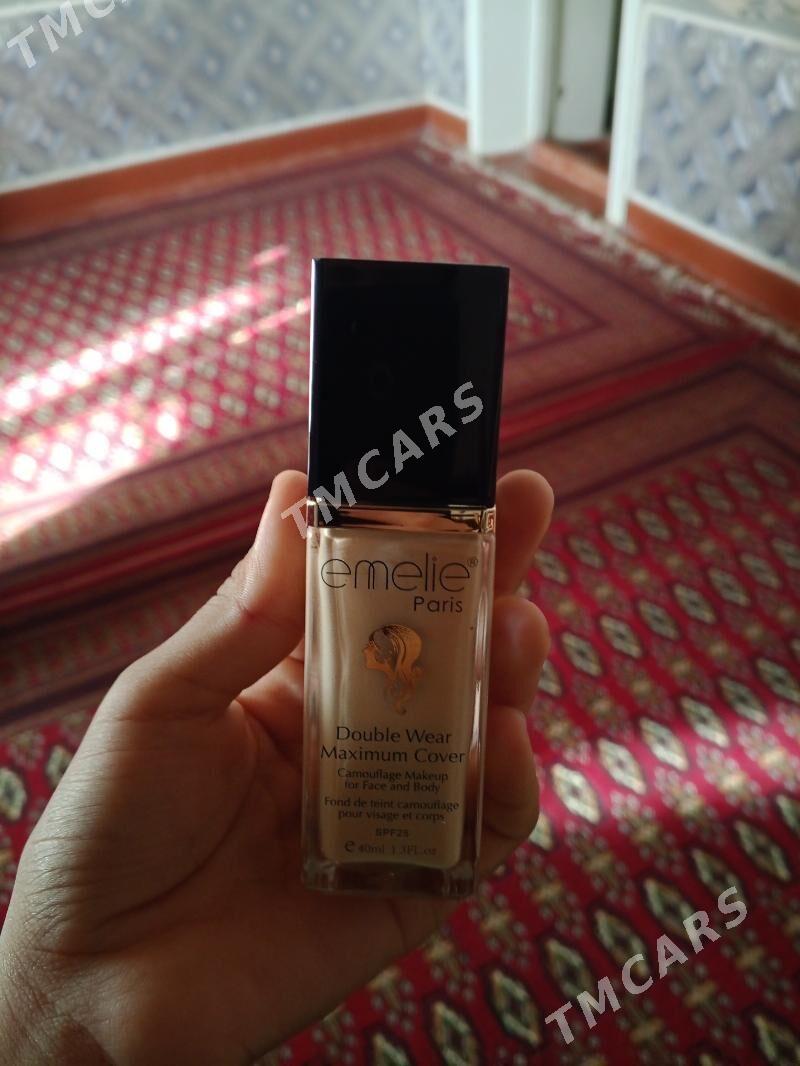 TMCARS
TMCARS
emelie®
Paris
Double Wear
Maximum Cover
Camouflage Makeup
for Face and Body
Fond de teint camouflage
pour visage et corps
SPF25
e 40ml 1.3FL.oz
TMCARS